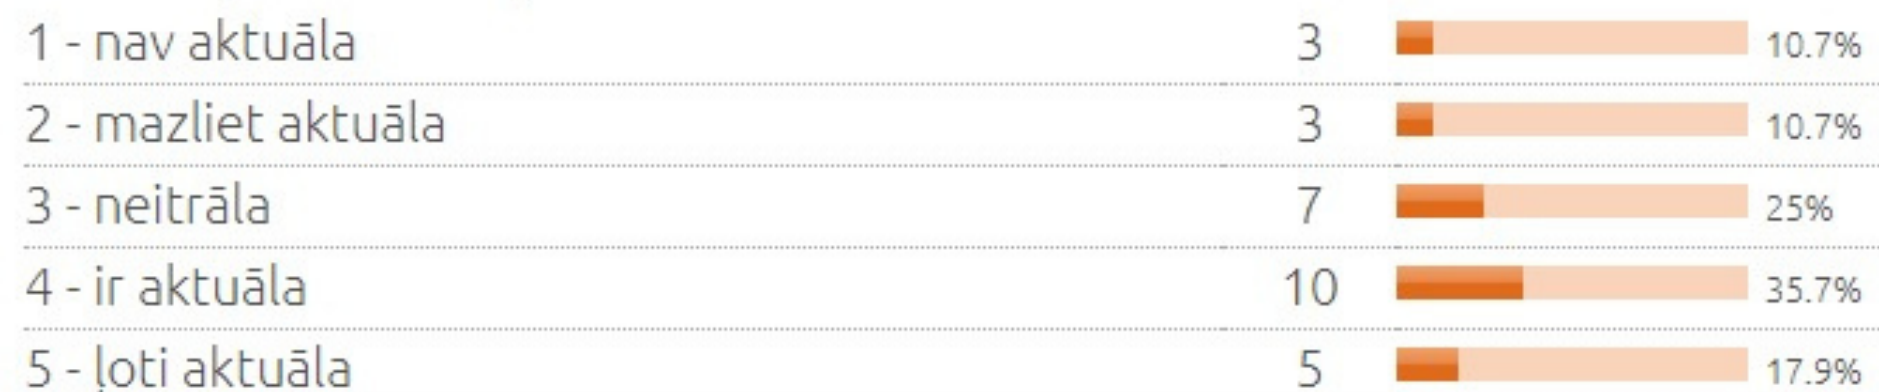 1 - nav aktuāla 3 10.7%
2 - mazliet aktuāla 3 10.7%
3 - neitrāla 7 25%
4 - ir aktuāla 10 35.7%
5 - ļoti aktuāla 5 17.9%